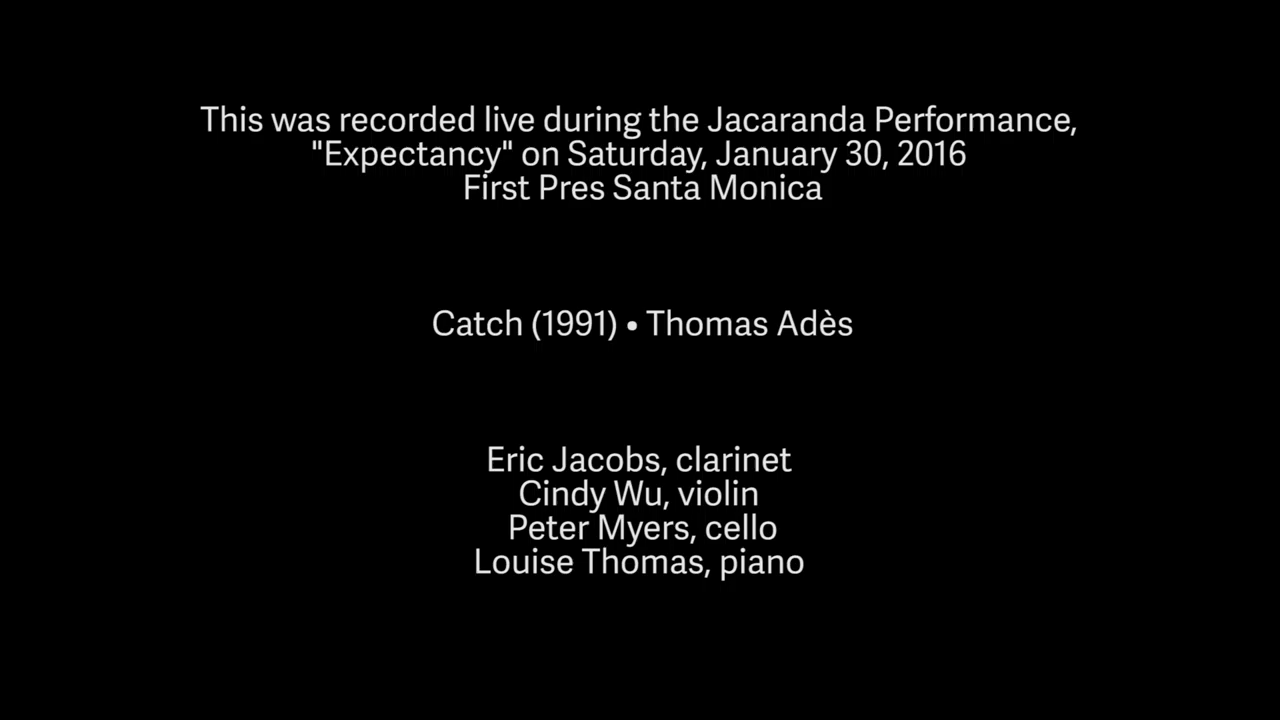 This was recorded live during the Jacaranda Performance,
"Expectancy" on Saturday, January 30, 2016
First Pres Santa Monica
Catch (1991) • Thomas Adès
Eric Jacobs, clarinet
Cindy Wu, violin
Peter Myers, cello
Louise Thomas, piano